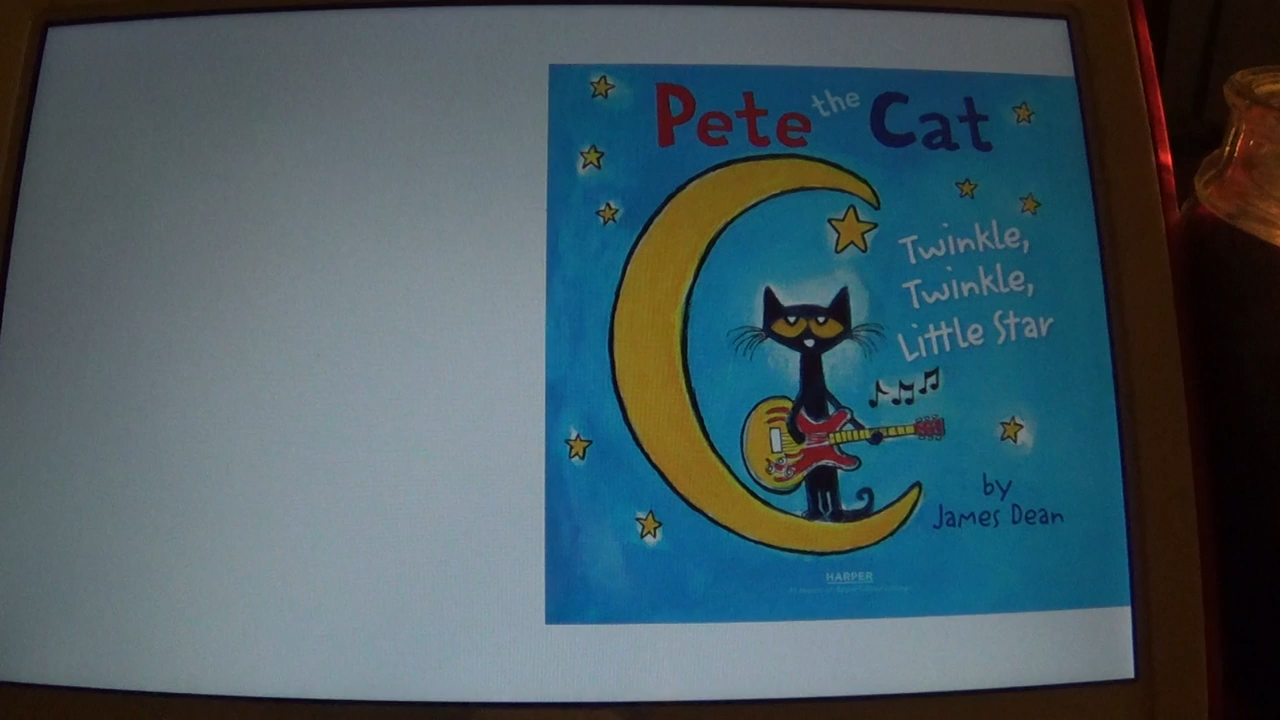 Pete the Cat
Twinkle,
Twinkle,
Little Star
by
James Dean
HARPER